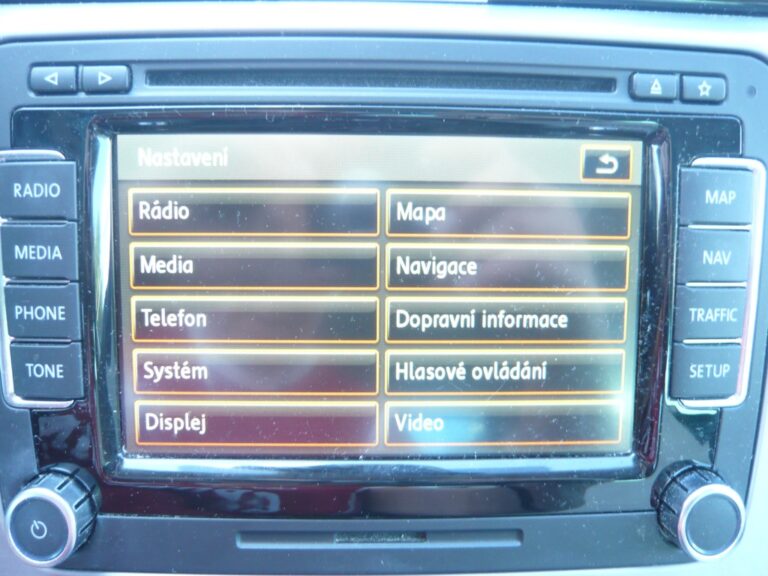 Nastavení
RADIO
MEDIA
PHONE
TONE
Rádio
Mapa
Media
Navigace
Telefon
Dopravní informace
Systém
Hlasové ovládání
Displej
Video
MAP
NAV
TRAFFIC
SETUP